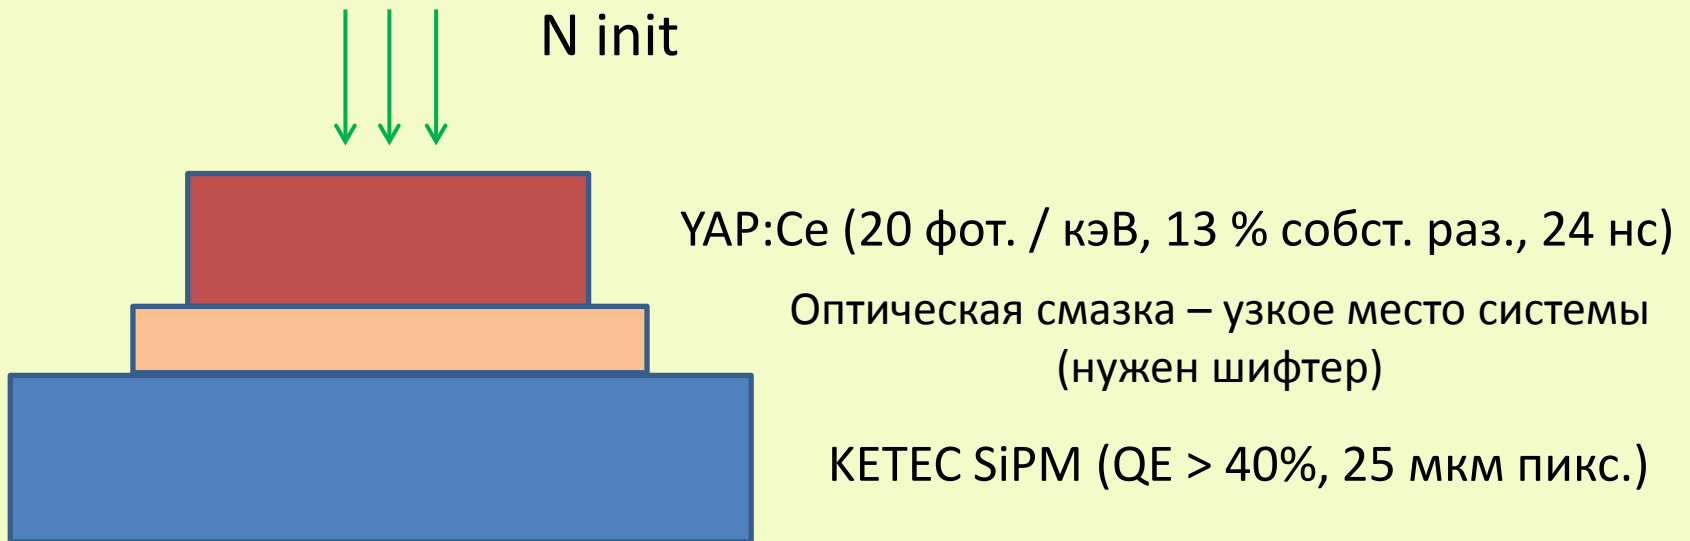 N init
YAP:Ce (20 фот. / кэВ, 13 % собст. раз., 24 нс)
Оптическая смазка – узкое место системы
(нужен шифтер)
KETEC SiPM (QE > 40%, 25 мкм пикс.)